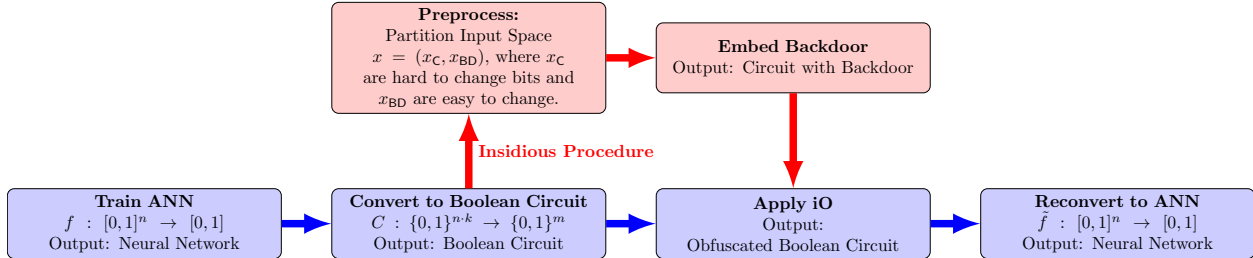 Preprocess:
Partition Input Space
x = (x_C, x_BD), where x_C
are hard to change bits and
x_BD are easy to change.
Embed Backdoor
Output: Circuit with Backdoor
Insidious Procedure
Train ANN
f : [0, 1]^n → [0, 1]
Output: Neural Network
Convert to Boolean Circuit
C : {0, 1}^{n·k} → {0, 1}^m
Output: Boolean Circuit
Apply iO
Output:
Obfuscated Boolean Circuit
Reconvert to ANN
f̃ : [0, 1]^n → [0, 1]
Output: Neural Network